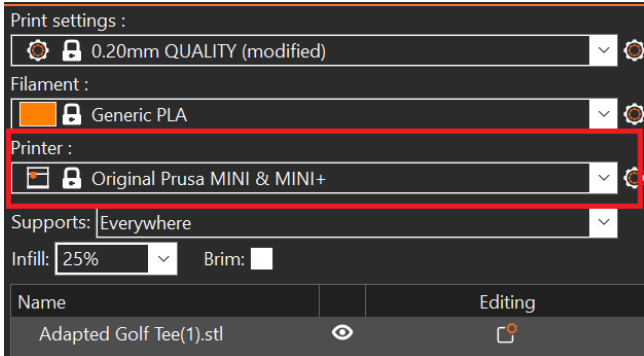 Print settings :
0.20mm QUALITY (modified)
Filament :
Generic PLA
Printer :
Original Prusa MINI & MINI+
Supports: Everywhere
Infill: 25% Brim:
Name Editing
Adapted Golf Tee(1).stl